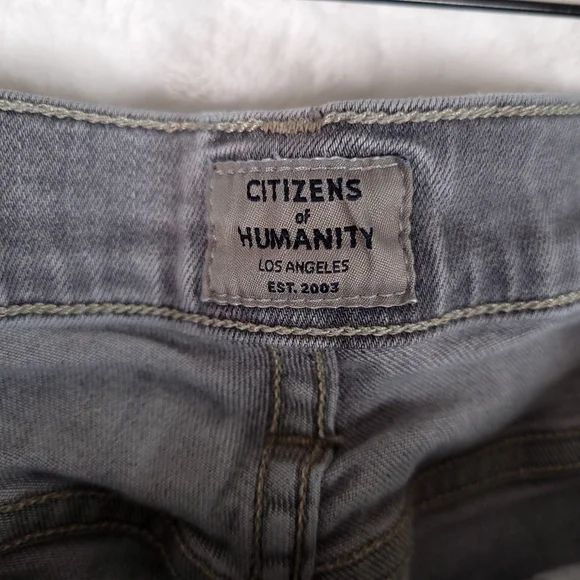 CITIZENS
of
HUMANITY
LOS ANGELES
EST. 2003